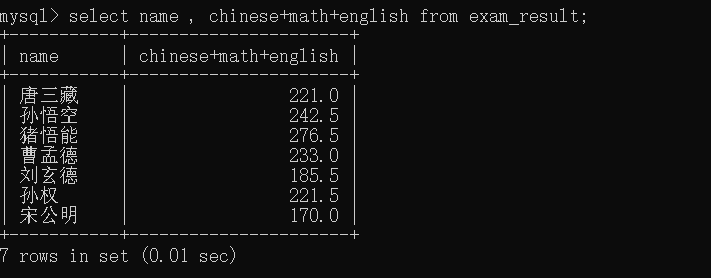 mysql> select name , chinese+math+english from exam_result;
+-----------+----------------------+
| name      | chinese+math+english |
+-----------+----------------------+
| 唐三藏    |                221.0 |
| 孙悟空    |                242.5 |
| 猪悟能    |                276.5 |
| 曹孟德    |                233.0 |
| 刘玄德    |                185.5 |
| 孙权      |                221.5 |
| 宋公明    |                170.0 |
+-----------+----------------------+
7 rows in set (0.01 sec)